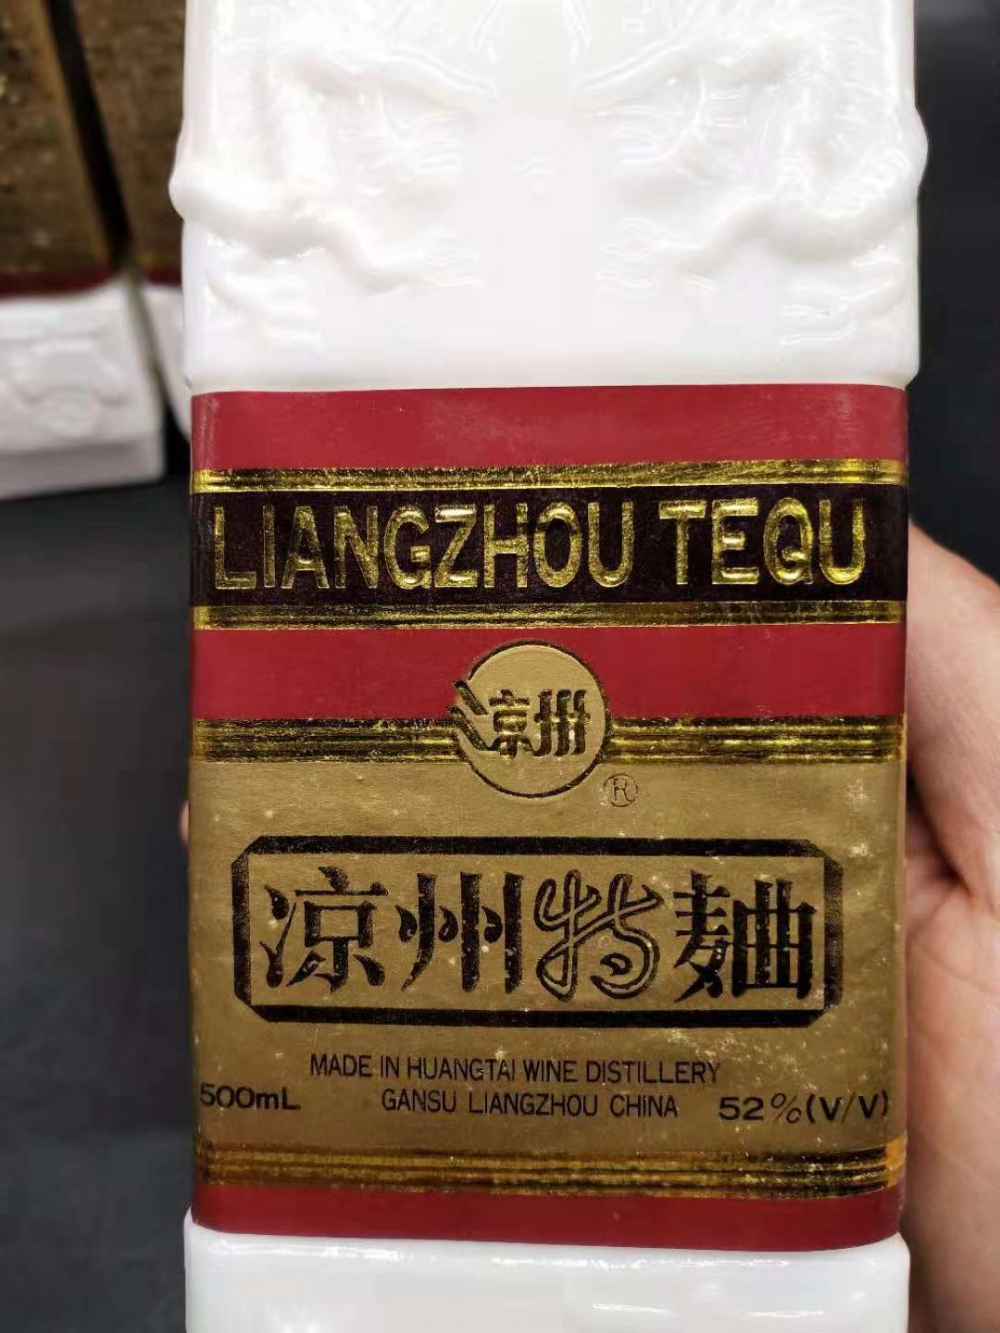 LIANGZHOU TEQU
凉州
®
凉州特麯
MADE IN HUANGTAI WINE DISTILLERY
500mL GANSU LIANGZHOU CHINA 52%(V/V)